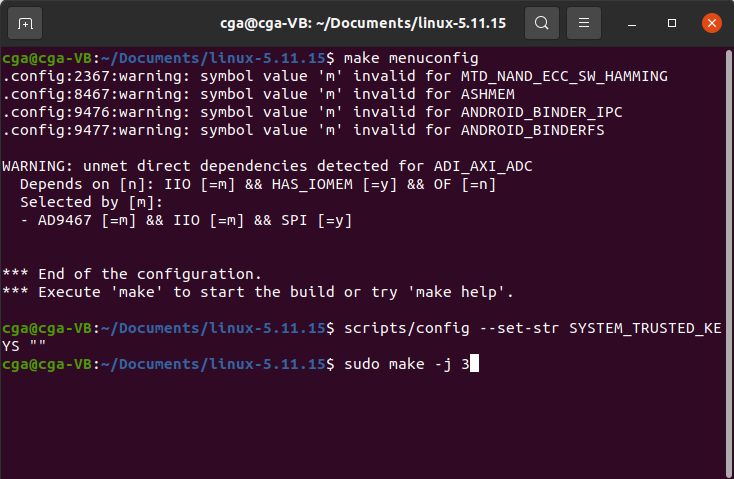 cga@cga-VB: ~/Documents/linux-5.11.15
cga@cga-VB:~/Documents/linux-5.11.15$ make menuconfig
.config:2367:warning: symbol value 'm' invalid for MTD_NAND_ECC_SW_HAMMING
.config:8467:warning: symbol value 'm' invalid for ASHMEM
.config:9476:warning: symbol value 'm' invalid for ANDROID_BINDER_IPC
.config:9477:warning: symbol value 'm' invalid for ANDROID_BINDERFS
WARNING: unmet direct dependencies detected for ADI_AXI_ADC
  Depends on [n]: IIO [=m] && HAS_IOMEM [=y] && OF [=n]
  Selected by [m]:
  - AD9467 [=m] && IIO [=m] && SPI [=y]
*** End of the configuration.
*** Execute 'make' to start the build or try 'make help'.
cga@cga-VB:~/Documents/linux-5.11.15$ scripts/config --set-str SYSTEM_TRUSTED_KE
YS ""
cga@cga-VB:~/Documents/linux-5.11.15$ sudo make -j 3